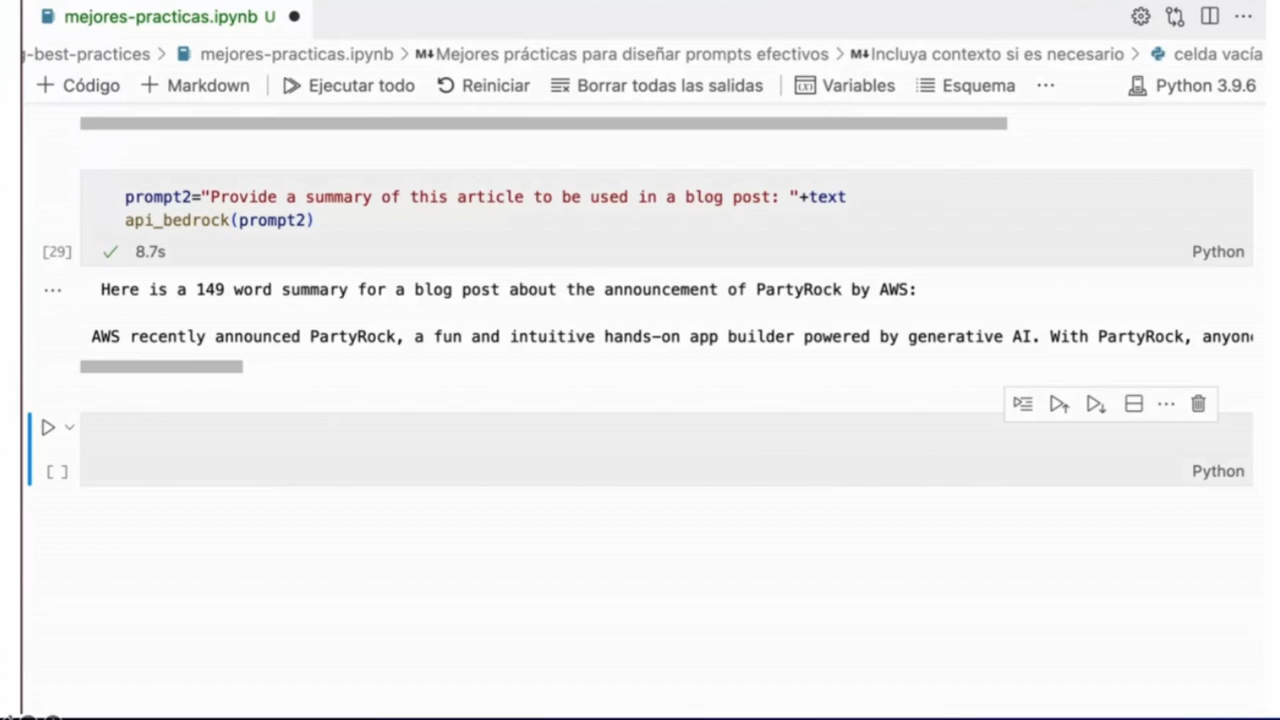 mejores-practicas.ipynb U
-best-practices > mejores-practicas.ipynb > M↓Mejores prácticas para diseñar prompts efectivos > M↓Incluya contexto si es necesario > celda vacía
Código Markdown Ejecutar todo Reiniciar Borrar todas las salidas Variables Esquema ... Python 3.9.6
prompt2="Provide a summary of this article to be used in a blog post: "+text
api_bedrock(prompt2)
[29] ✓ 8.7s Python
... Here is a 149 word summary for a blog post about the announcement of PartyRock by AWS:
AWS recently announced PartyRock, a fun and intuitive hands-on app builder powered by generative AI. With PartyRock,
[ ] Python